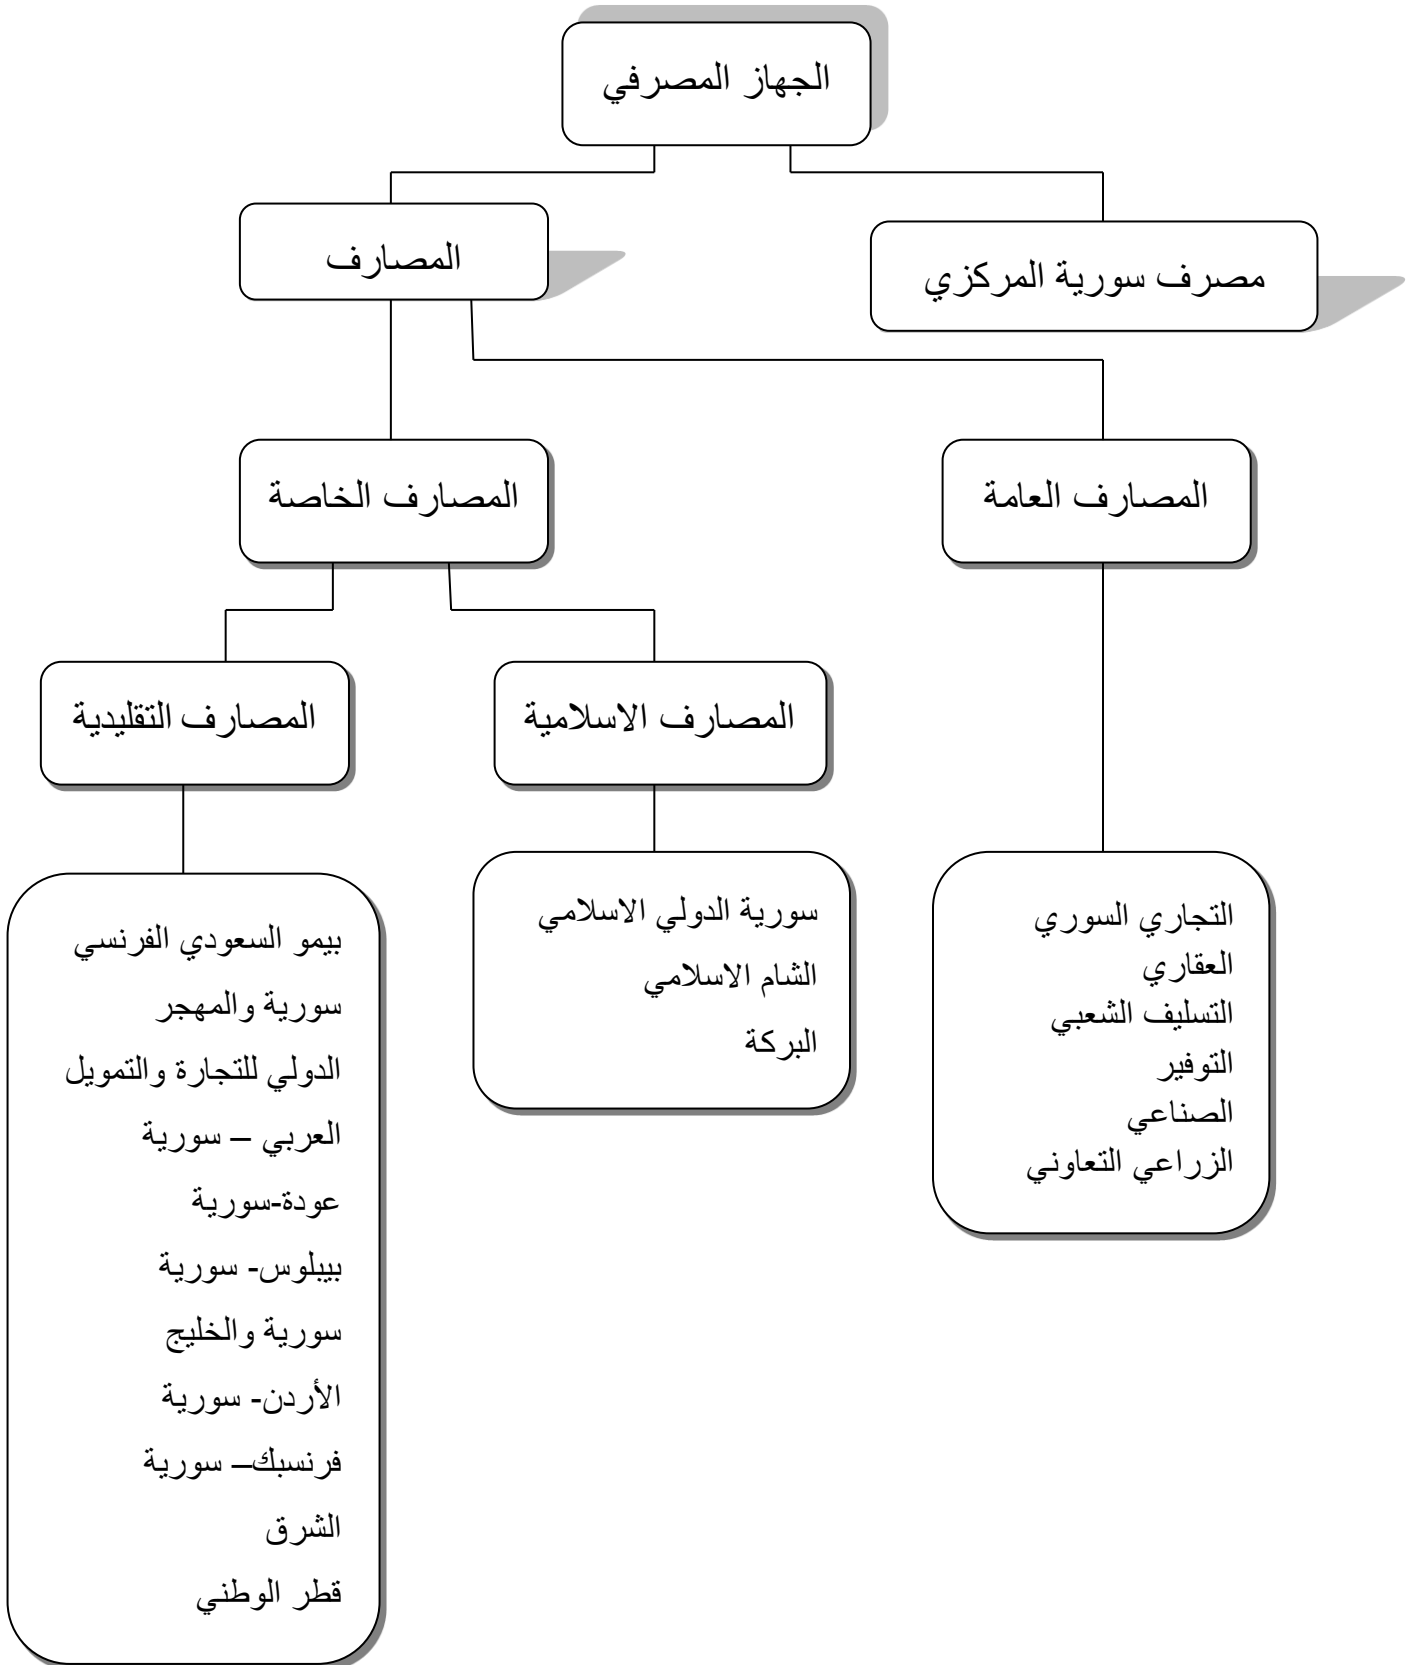 الجهاز المصرفي
مصرف سورية المركزي
المصارف
المصارف العامة
المصارف الخاصة
المصارف الاسلامية
المصارف التقليدية
التجاري السوري
العقاري
التسليف الشعبي
التوفير
الصناعي
الزراعي التعاوني
سورية الدولي الاسلامي
الشام الاسلامي
البركة
بيمو السعودي الفرنسي
سورية والمهجر
الدولي للتجارة والتمويل
العربي – سورية
عودة-سورية
بيبلوس- سورية
سورية والخليج
الأردن- سورية
فرنسبك– سورية
الشرق
قطر الوطني